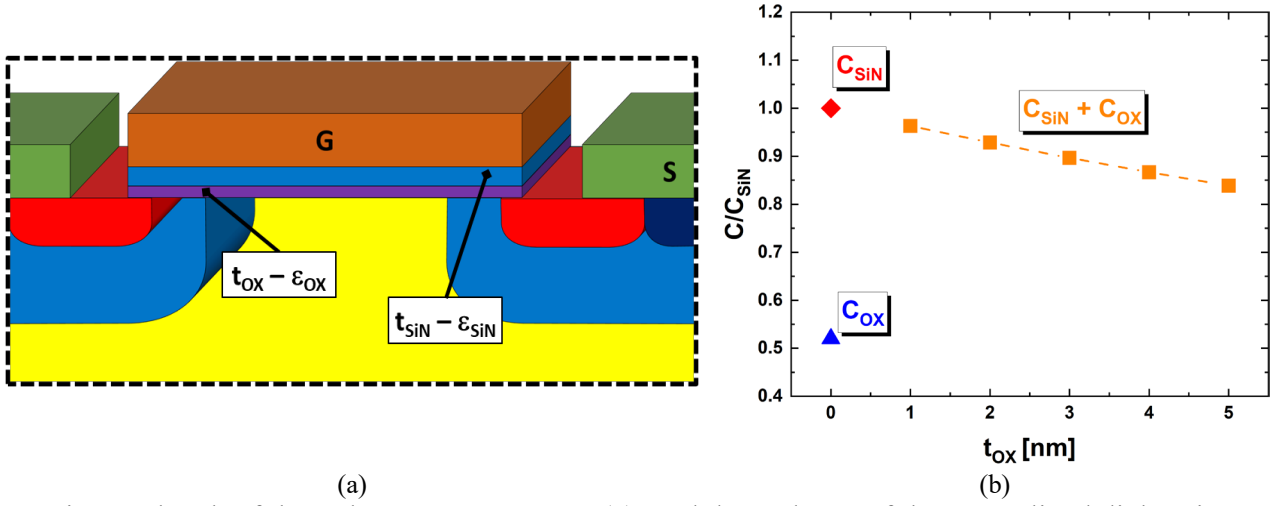 G
S
t_OX – ε_OX
t_SiN – ε_SiN
(a)
1.2
1.1
1.0
0.9
0.8
0.7
0.6
0.5
0.4
C/C_SiN
C_SiN
C_SiN + C_OX
C_OX
0 1 2 3 4 5
t_OX [nm]
(b)